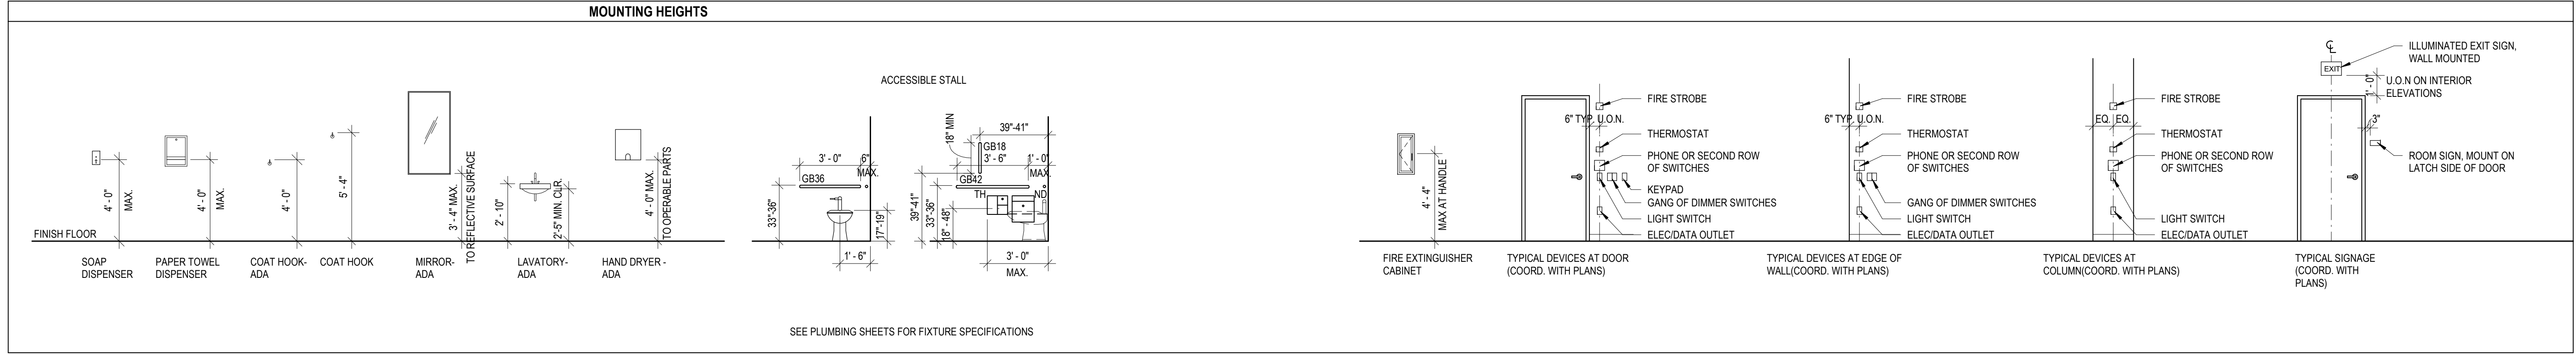 MOUNTING HEIGHTS
FINISH FLOOR
4' - 0"
MAX.
SOAP
DISPENSER
4' - 0"
MAX.
PAPER TOWEL
DISPENSER
4' - 0"
COAT HOOK-
ADA
5' - 4"
COAT HOOK
3' - 4" MAX.
TO REFLECTIVE SURFACE
MIRROR-
ADA
2' - 10"
2'-5" MIN. CLR.
LAVATORY-
ADA
4' - 0" MAX.
TO OPERABLE PARTS
HAND DRYER -
ADA
ACCESSIBLE STALL
3' - 0"
6"
MAX.
GB36
33"-36"
17"-19"
1' - 6"
39"-41"
18" MIN
GB18
3' - 6"
1' - 0"
MAX.
GB42
TH
ND
39"-41"
33"-36"
18" - 48"
3' - 0"
MAX.
SEE PLUMBING SHEETS FOR FIXTURE SPECIFICATIONS
4' - 4"
MAX AT HANDLE
FIRE EXTINGUISHER
CABINET
6" TYP. U.O.N.
FIRE STROBE
THERMOSTAT
PHONE OR SECOND ROW
OF SWITCHES
KEYPAD
GANG OF DIMMER SWITCHES
LIGHT SWITCH
ELEC/DATA OUTLET
TYPICAL DEVICES AT DOOR
(COORD. WITH PLANS)
6" TYP. U.O.N.
FIRE STROBE
THERMOSTAT
PHONE OR SECOND ROW
OF SWITCHES
GANG OF DIMMER SWITCHES
LIGHT SWITCH
ELEC/DATA OUTLET
TYPICAL DEVICES AT EDGE OF
WALL(COORD. WITH PLANS)
EQ. EQ.
FIRE STROBE
THERMOSTAT
PHONE OR SECOND ROW
OF SWITCHES
LIGHT SWITCH
ELEC/DATA OUTLET
TYPICAL DEVICES AT
COLUMN(COORD. WITH PLANS)
CL
EXIT
ILLUMINATED EXIT SIGN,
WALL MOUNTED
1' - 0"
U.O.N ON INTERIOR
ELEVATIONS
3"
ROOM SIGN, MOUNT ON
LATCH SIDE OF DOOR
TYPICAL SIGNAGE
(COORD. WITH
PLANS)